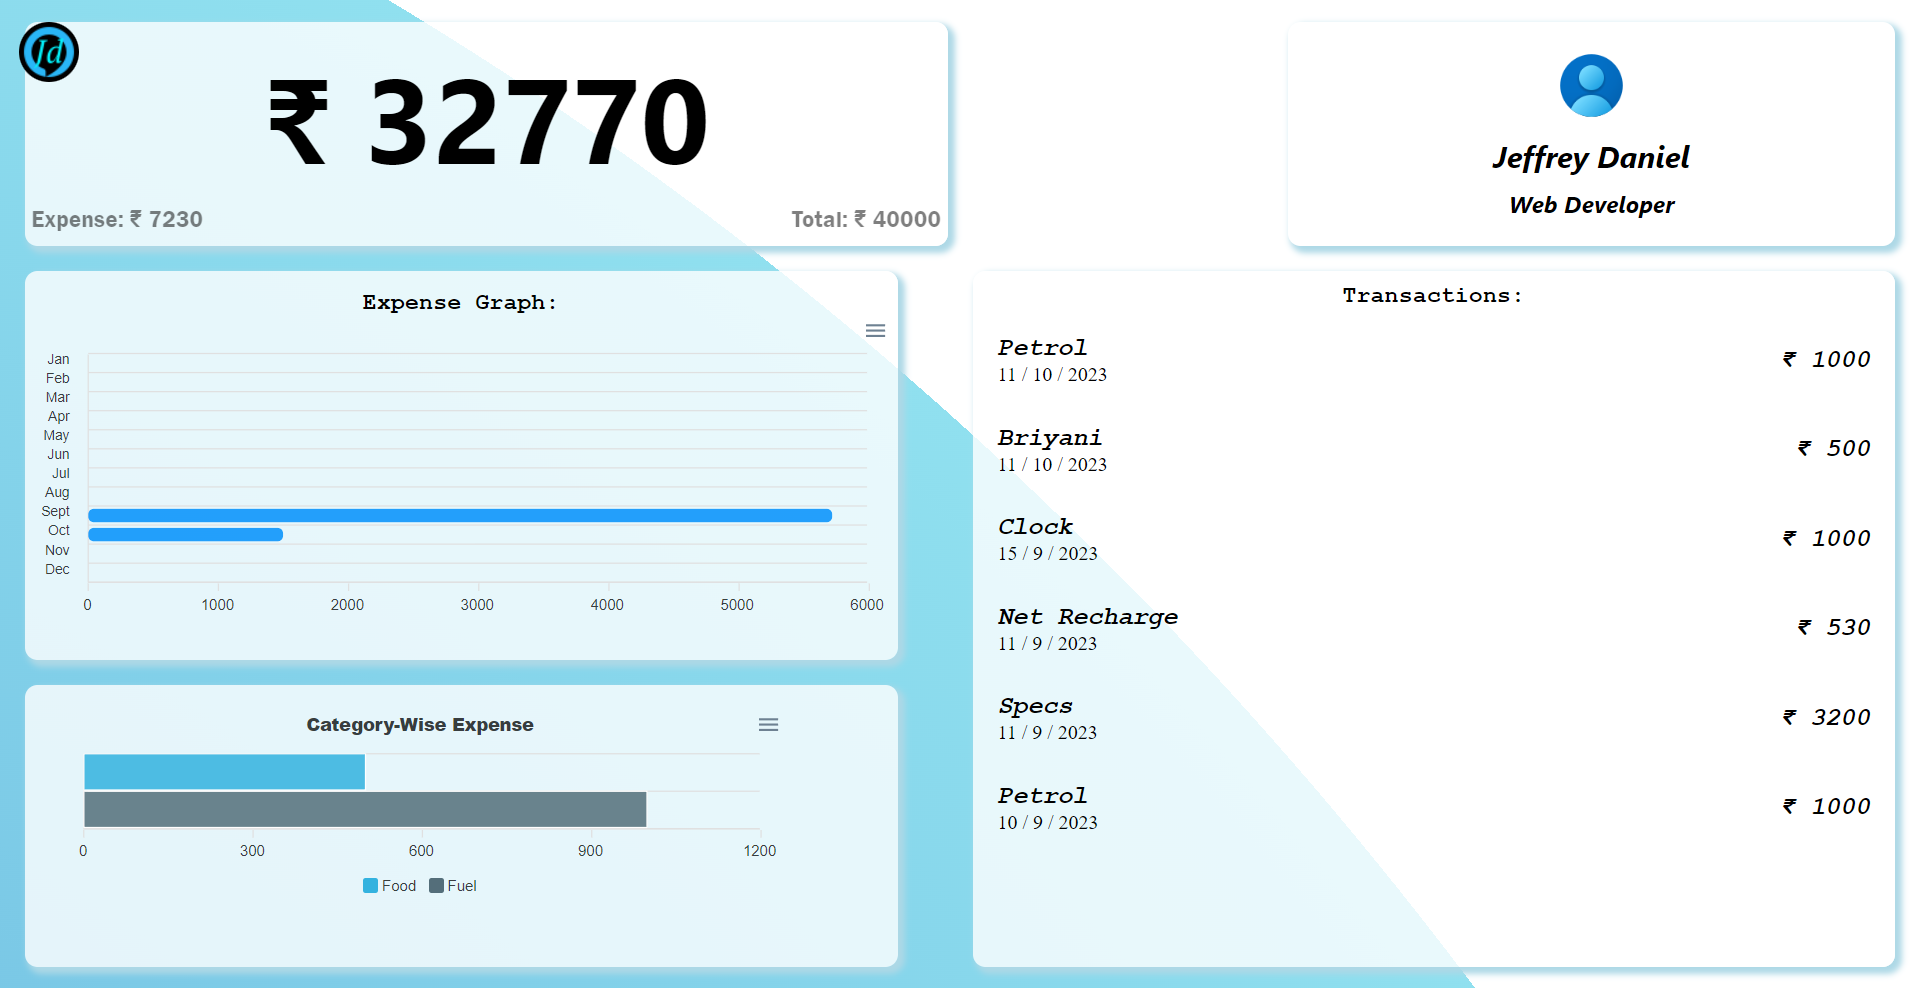 Jd
₹ 32770
Expense: ₹ 7230
Total: ₹ 40000
Jeffrey Daniel
Web Developer
Expense Graph:
Jan
Feb
Mar
Apr
May
Jun
Jul
Aug
Sept
Oct
Nov
Dec
0 1000 2000 3000 4000 5000 6000
Category-Wise Expense
0 300 600 900 1200
Food Fuel
Transactions:
Petrol
11 / 10 / 2023
₹ 1000
Briyani
11 / 10 / 2023
₹ 500
Clock
15 / 9 / 2023
₹ 1000
Net Recharge
11 / 9 / 2023
₹ 530
Specs
11 / 9 / 2023
₹ 3200
Petrol
10 / 9 / 2023
₹ 1000